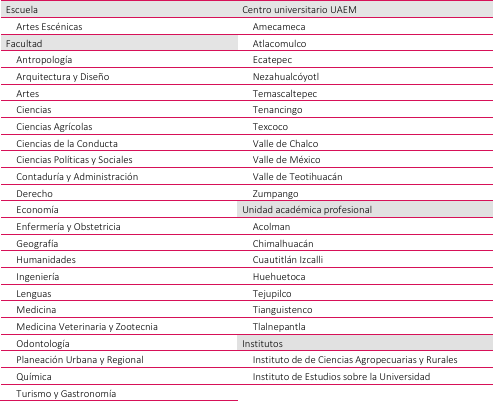 Escuela
Artes Escénicas
Facultad
Antropología
Arquitectura y Diseño
Artes
Ciencias
Ciencias Agrícolas
Ciencias de la Conducta
Ciencias Políticas y Sociales
Contaduría y Administración
Derecho
Economía
Enfermería y Obstetricia
Geografía
Humanidades
Ingeniería
Lenguas
Medicina
Medicina Veterinaria y Zootecnia
Odontología
Planeación Urbana y Regional
Química
Turismo y Gastronomía
Centro universitario UAEM
Amecameca
Atlacomulco
Ecatepec
Nezahualcóyotl
Temascaltepec
Tenancingo
Texcoco
Valle de Chalco
Valle de México
Valle de Teotihuacán
Zumpango
Unidad académica profesional
Acolman
Chimalhuacán
Cuautitlán Izcalli
Huehuetoca
Tejupilco
Tianguistenco
Tlalnepantla
Institutos
Instituto de de Ciencias Agropecuarias y Rurales
Instituto de Estudios sobre la Universidad